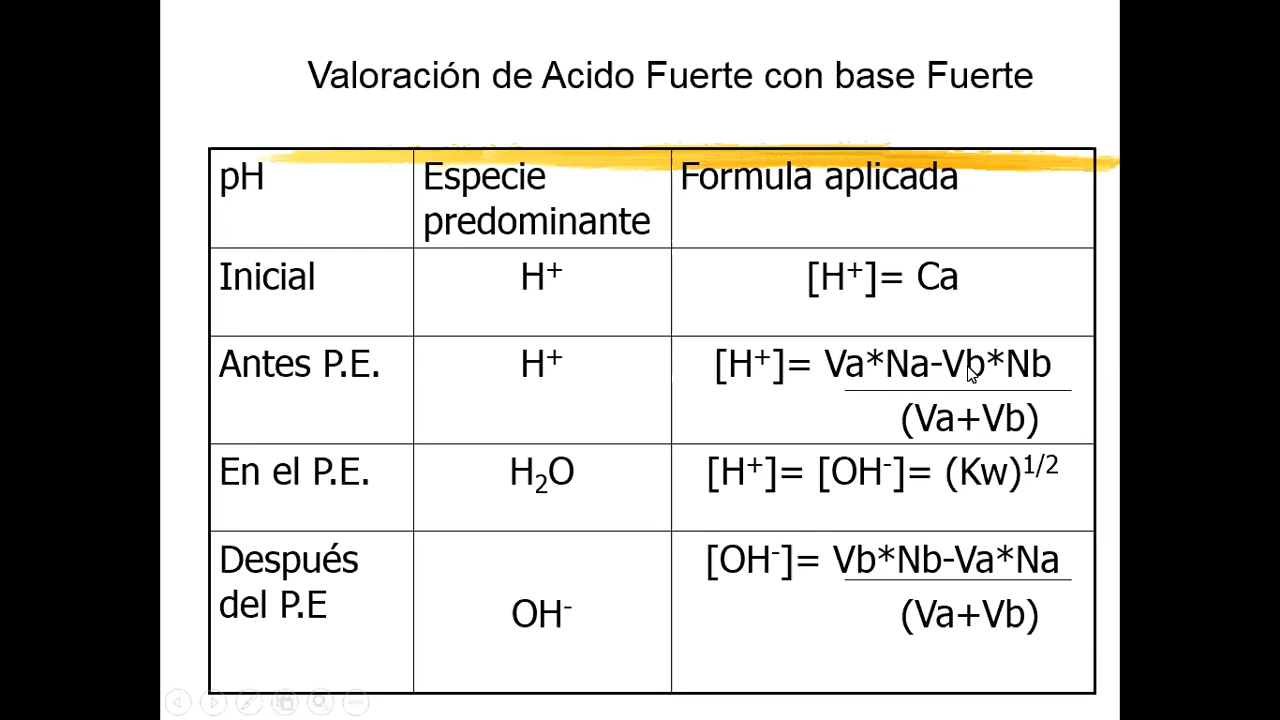 Valoración de Acido Fuerte con base Fuerte
pH
Especie
predominante
Formula aplicada
Inicial
H⁺
[H⁺]= Ca
Antes P.E.
H⁺
[H⁺]= Va*Na-Vb*Nb
(Va+Vb)
En el P.E.
H₂O
[H⁺]= [OH⁻]= (Kw)¹/²
Después
del P.E
OH⁻
[OH⁻]= Vb*Nb-Va*Na
(Va+Vb)